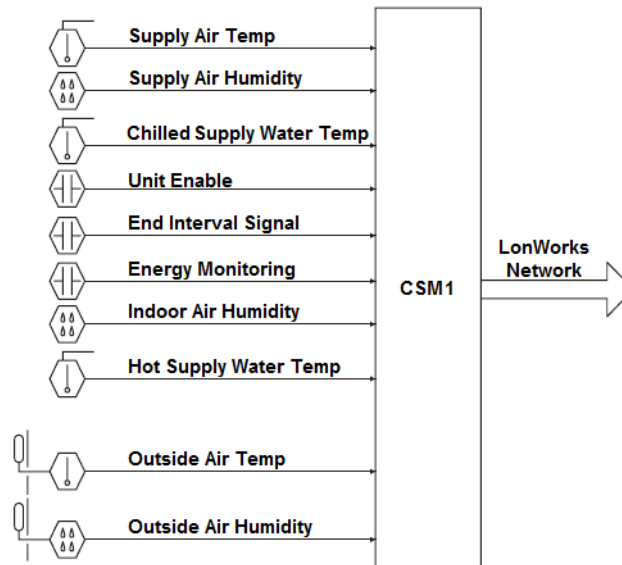 Supply Air Temp
Supply Air Humidity
Chilled Supply Water Temp
Unit Enable
End Interval Signal
Energy Monitoring
Indoor Air Humidity
Hot Supply Water Temp
Outside Air Temp
Outside Air Humidity
CSM1
LonWorks
Network